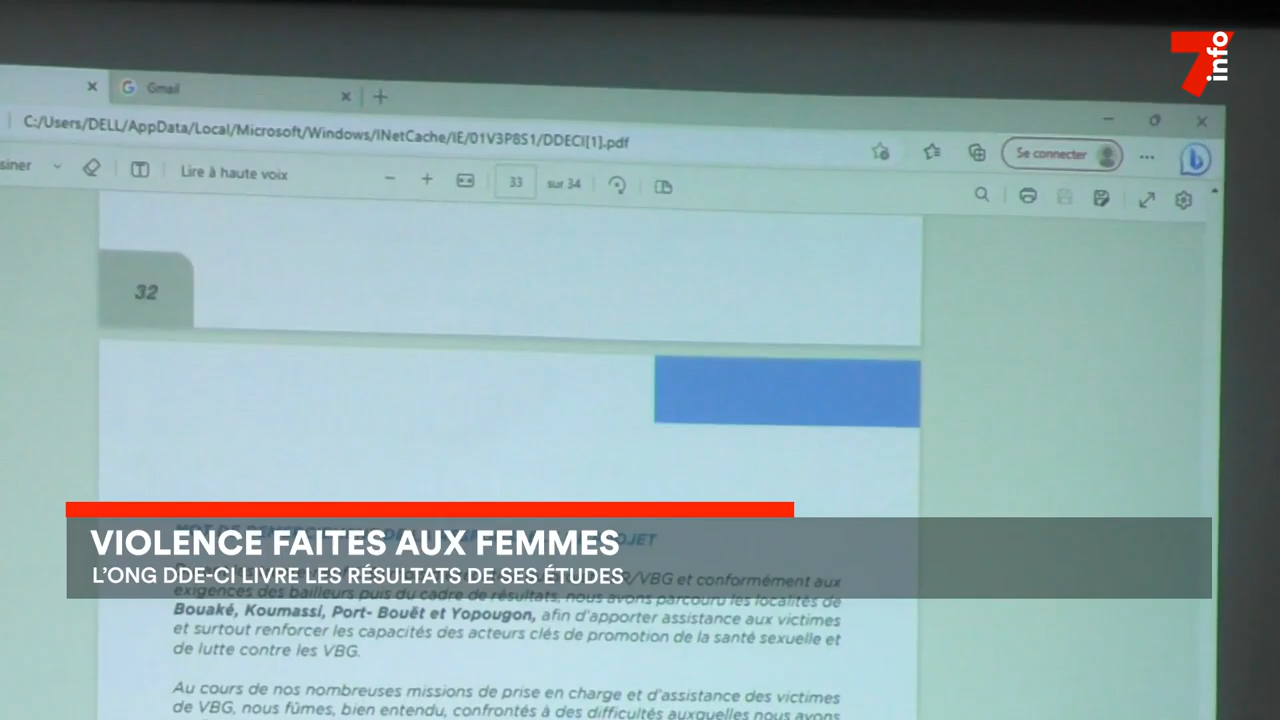 7 info
Gmail
C:/Users/DELL/AppData/Local/Microsoft/Windows/INetCache/IE/01V3P8S1/DDECI[1].pdf
Se connecter
siner
Lire à haute voix
33
sur 34
32
OJET
VIOLENCE FAITES AUX FEMMES
L'ONG DDE-CI LIVRE LES RÉSULTATS DE SES ÉTUDES
R/VBG et conformément aux
exigences des bailleurs puis du cadre de résultats, nous avons parcouru les localités de
Bouaké, Koumassi, Port- Bouët et Yopougon, afin d'apporter assistance aux victimes
et surtout renforcer les capacités des acteurs clés de promotion de la santé sexuelle et
de lutte contre les VBG.
Au cours de nos nombreuses missions de prise en charge et d'assistance des victimes
de VBG, nous fûmes, bien entendu, confrontés à des difficultés auxquelles nous avons